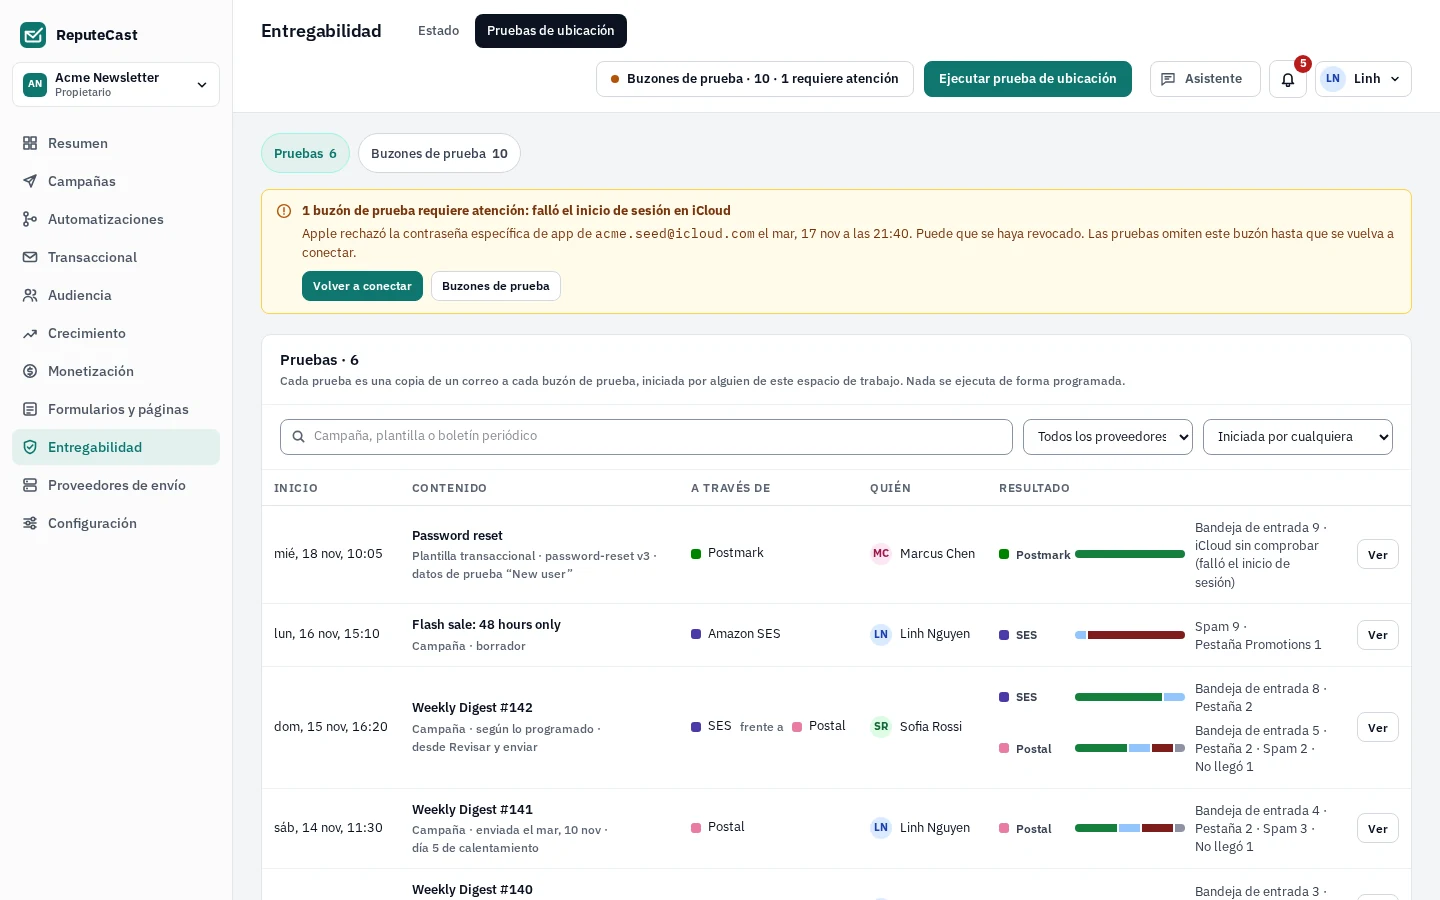 ReputeCast
AN
Acme Newsletter
Propietario
Resumen
Campañas
Automatizaciones
Transaccional
Audiencia
Crecimiento
Monetización
Formularios y páginas
Entregabilidad
Proveedores de envío
Configuración
Entregabilidad
Estado
Pruebas de ubicación
Buzones de prueba · 10 · 1 requiere atención
Ejecutar prueba de ubicación
Asistente
5
LN
Linh
Pruebas 6
Buzones de prueba 10
1 buzón de prueba requiere atención: falló el inicio de sesión en iCloud
Apple rechazó la contraseña específica de app de acme.seed@icloud.com el mar, 17 nov a las 21:40. Puede que se haya revocado. Las pruebas omiten este buzón hasta que se vuelva a
conectar.
Volver a conectar
Buzones de prueba
Pruebas · 6
Cada prueba es una copia de un correo a cada buzón de prueba, iniciada por alguien de este espacio de trabajo. Nada se ejecuta de forma programada.
Campaña, plantilla o boletín periódico
Todos los proveedores
Iniciada por cualquiera
INICIO
CONTENIDO
A TRAVÉS DE
QUIÉN
RESULTADO
mié, 18 nov, 10:05
Password reset
Plantilla transaccional · password-reset v3 ·
datos de prueba “New user”
Postmark
MC
Marcus Chen
Postmark
Bandeja de entrada 9 ·
iCloud sin comprobar
(falló el inicio de
sesión)
Ver
lun, 16 nov, 15:10
Flash sale: 48 hours only
Campaña · borrador
Amazon SES
LN
Linh Nguyen
SES
Spam 9 ·
Pestaña Promotions 1
Ver
dom, 15 nov, 16:20
Weekly Digest #142
Campaña · según lo programado ·
desde Revisar y enviar
SES frente a Postal
SR
Sofia Rossi
SES
Bandeja de entrada 8 ·
Pestaña 2
Postal
Bandeja de entrada 5 ·
Pestaña 2 · Spam 2 ·
No llegó 1
Ver
sáb, 14 nov, 11:30
Weekly Digest #141
Campaña · enviada el mar, 10 nov ·
día 5 de calentamiento
Postal
LN
Linh Nguyen
Postal
Bandeja de entrada 4 ·
Pestaña 2 · Spam 3 ·
No llegó 1
Ver
Weekly Digest #140
Bandeja de entrada 3 ·